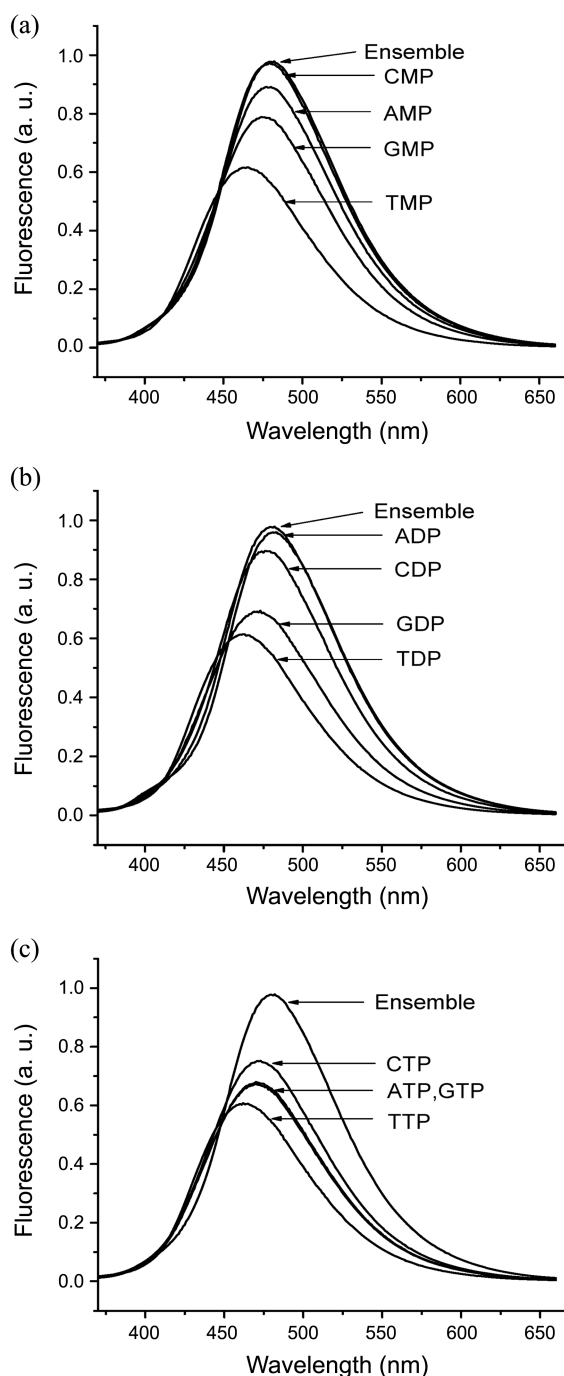 (a)
Ensemble
CMP
AMP
GMP
TMP
1.0
0.8
0.6
0.4
0.2
0.0
Fluorescence (a. u.)
400 450 500 550 600 650
Wavelength (nm)
(b)
Ensemble
ADP
CDP
GDP
TDP
1.0
0.8
0.6
0.4
0.2
0.0
Fluorescence (a. u.)
400 450 500 550 600 650
Wavelength (nm)
(c)
Ensemble
CTP
ATP,GTP
TTP
1.0
0.8
0.6
0.4
0.2
0.0
Fluorescence (a. u.)
400 450 500 550 600 650
Wavelength (nm)